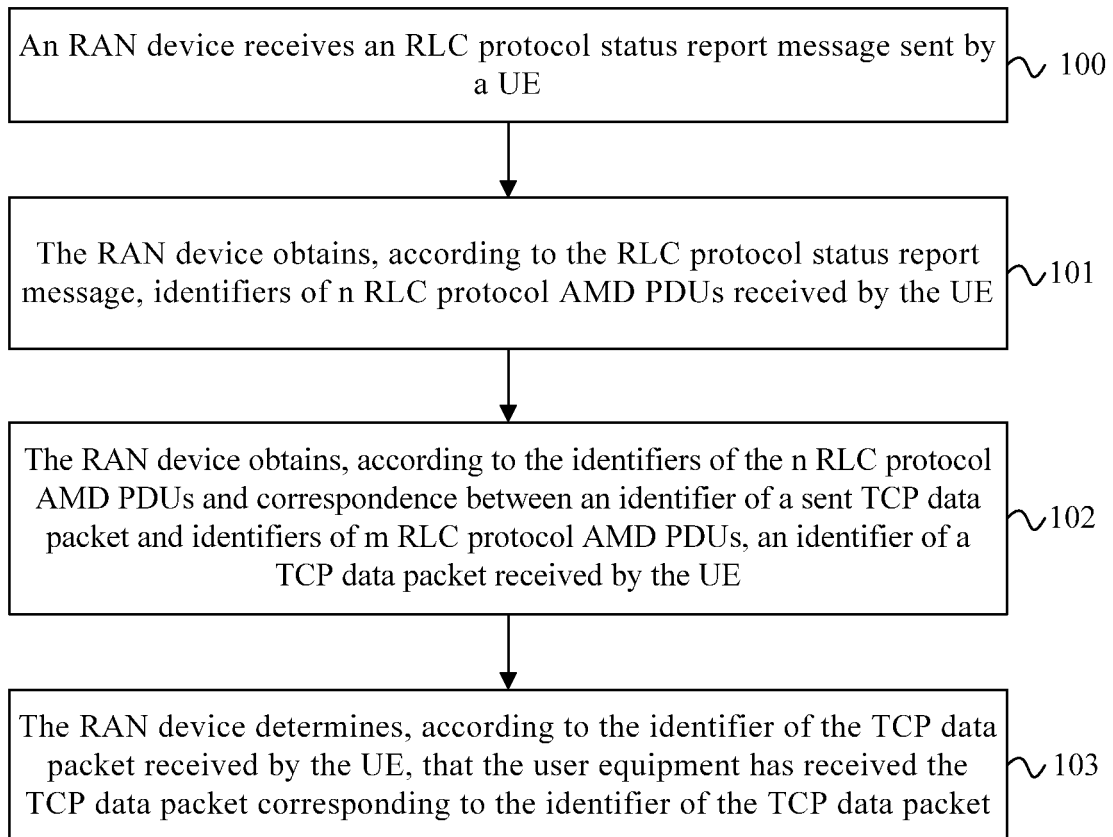 An RAN device receives an RLC protocol status report message sent by
a UE
100
The RAN device obtains, according to the RLC protocol status report
message, identifiers of n RLC protocol AMD PDUs received by the UE
101
The RAN device obtains, according to the identifiers of the n RLC protocol
AMD PDUs and correspondence between an identifier of a sent TCP data
packet and identifiers of m RLC protocol AMD PDUs, an identifier of a
TCP data packet received by the UE
102
The RAN device determines, according to the identifier of the TCP data
packet received by the UE, that the user equipment has received the
TCP data packet corresponding to the identifier of the TCP data packet
103